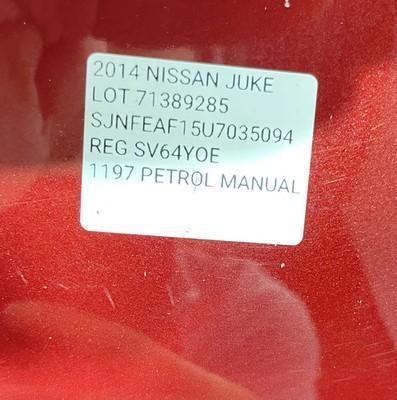 2014 NISSAN JUKE
LOT 71389285
SJNFEAF15U7035094
REG SV64YOE
1197 PETROL MANUAL